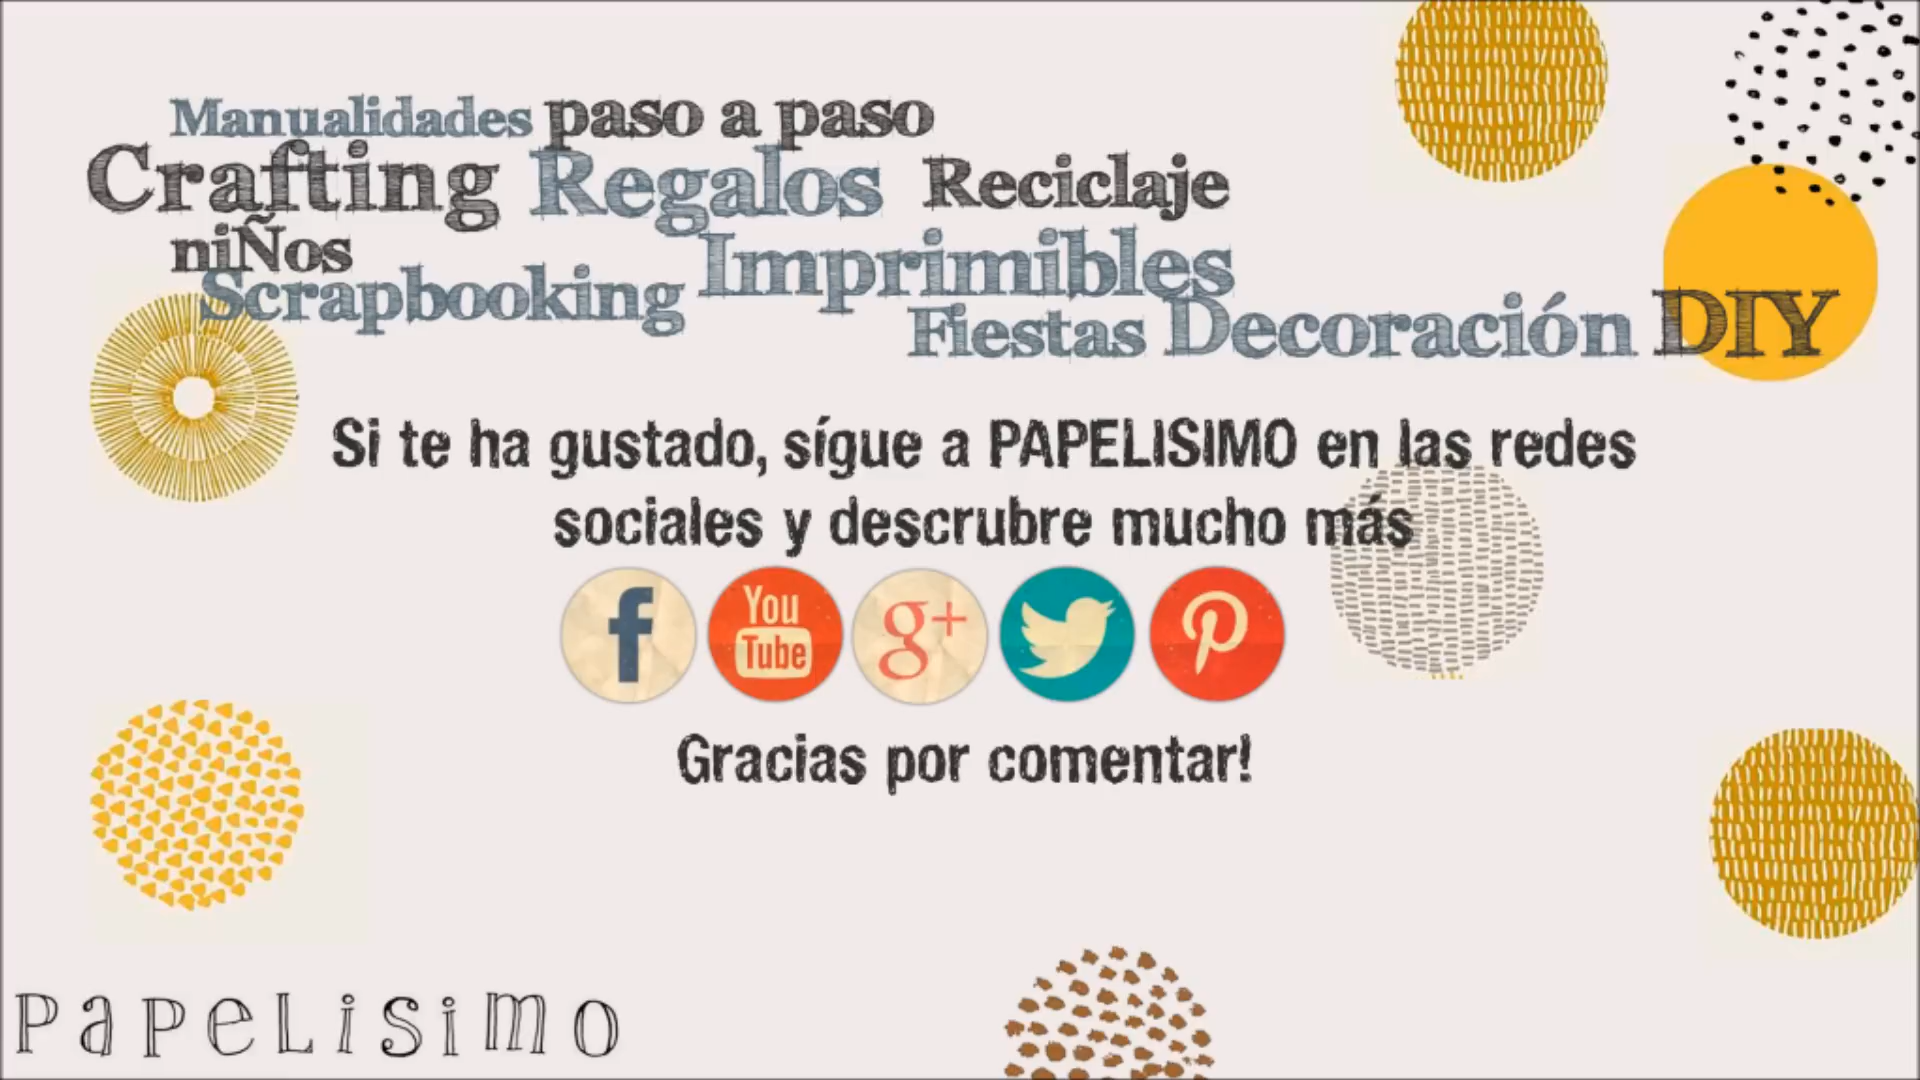 Manualidades paso a paso
Crafting Regalos Reciclaje
niÑos
Imprimibles
Scrapbooking
Fiestas Decoración DIY
Si te ha gustado, sígue a PAPELISIMO en las redes
sociales y descrubre mucho más
f You Tube g+
Gracias por comentar!
PAPELISIMO